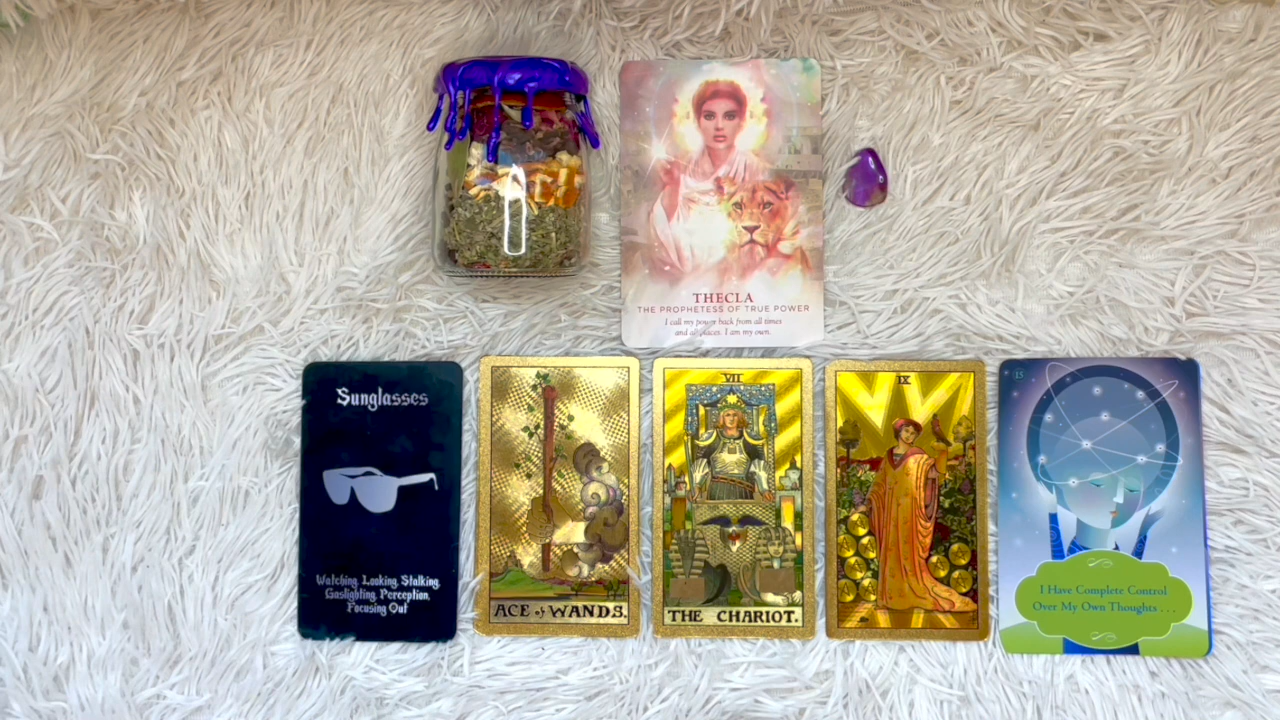 THECLA
THE PROPHETESS OF TRUE POWER
I call my power back from all times
and all places. I am my own.
Sunglasses
Watching, Looking, Stalking,
Gaslighting, Perception,
Focusing Out
ACE of WANDS.
VII
THE CHARIOT.
IX
15
I Have Complete Control
Over My Own Thoughts . . .